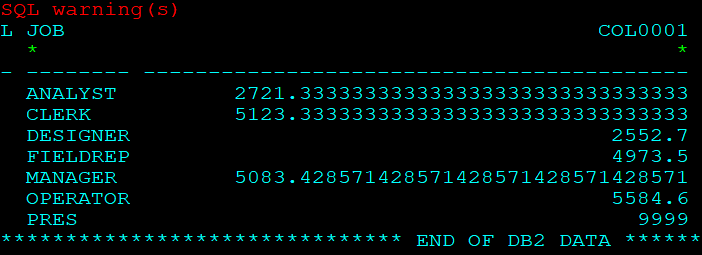 SQL warning(s)
L JOB COL0001
* *
- -------- ------------------------------------------
ANALYST 2721.333333333333333333333333333333
CLERK 5123.333333333333333333333333333333
DESIGNER 2552.7
FIELDREP 4973.5
MANAGER 5083.428571428571428571428571428571
OPERATOR 5584.6
PRES 9999
******************************* END OF DB2 DATA ******